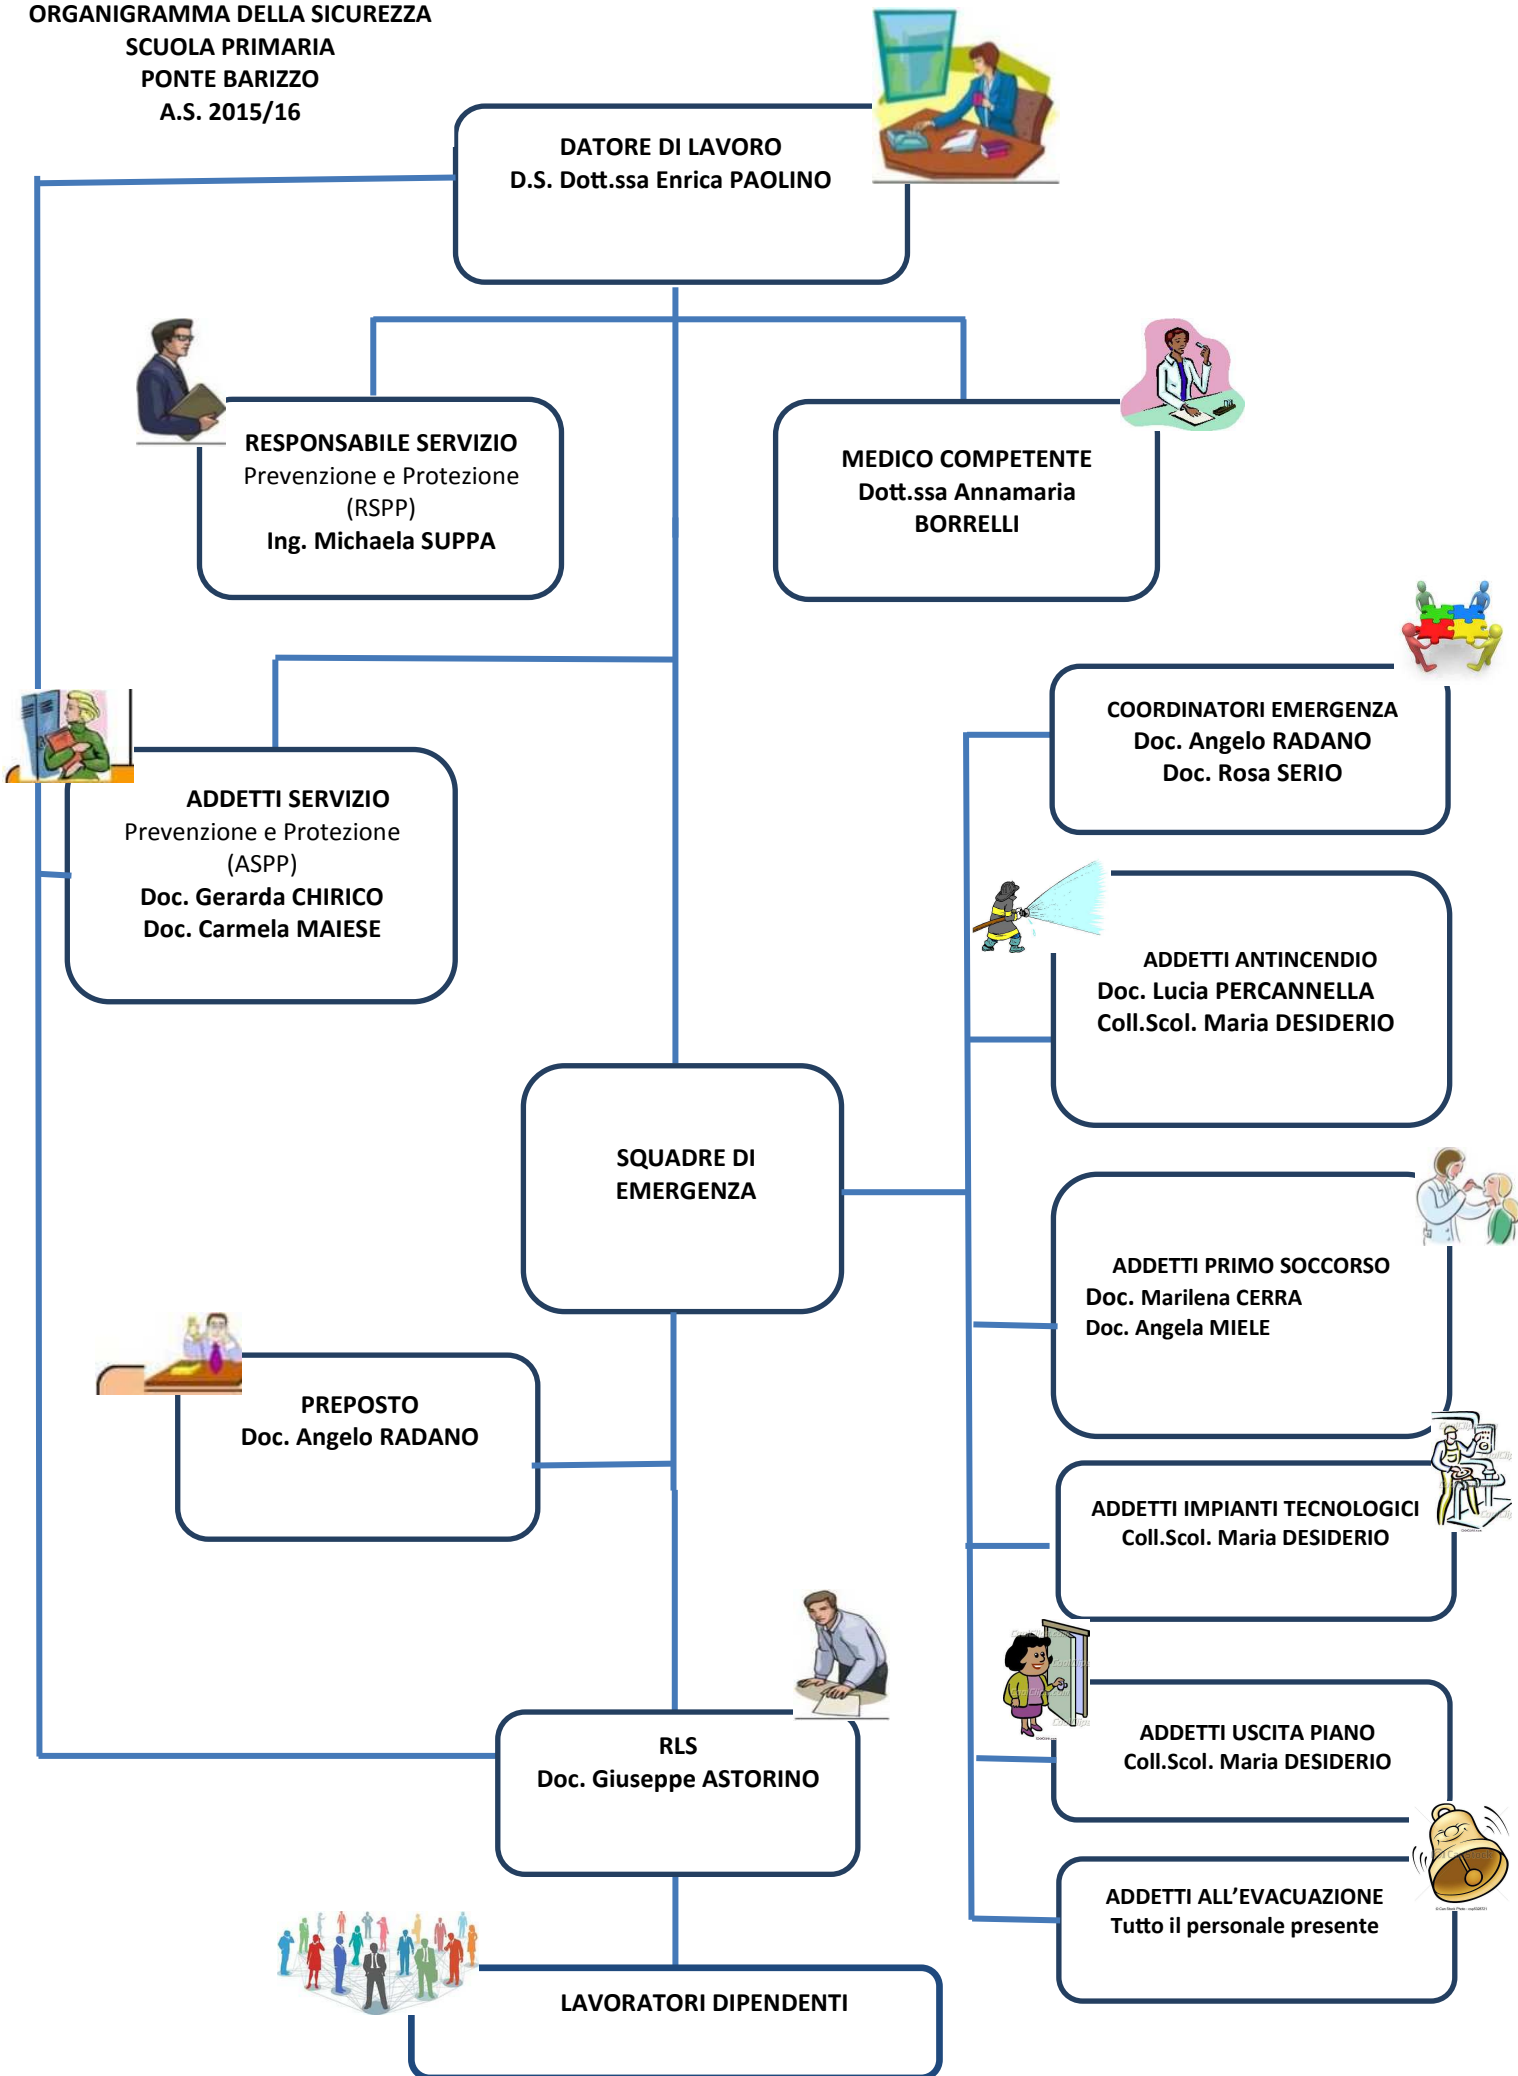 ORGANIGRAMMA DELLA SICUREZZA
SCUOLA PRIMARIA
PONTE BARIZZO
A.S. 2015/16
DATORE DI LAVORO
D.S. Dott.ssa Enrica PAOLINO
RESPONSABILE SERVIZIO
Prevenzione e Protezione
(RSPP)
Ing. Michaela SUPPA
MEDICO COMPETENTE
Dott.ssa Annamaria
BORRELLI
COORDINATORI EMERGENZA
Doc. Angelo RADANO
Doc. Rosa SERIO
ADDETTI SERVIZIO
Prevenzione e Protezione
(ASPP)
Doc. Gerarda CHIRICO
Doc. Carmela MAIESE
ADDETTI ANTINCENDIO
Doc. Lucia PERCANNELLA
Coll.Scol. Maria DESIDERIO
SQUADRE DI
EMERGENZA
ADDETTI PRIMO SOCCORSO
Doc. Marilena CERRA
Doc. Angela MIELE
PREPOSTO
Doc. Angelo RADANO
ADDETTI IMPIANTI TECNOLOGICI
Coll.Scol. Maria DESIDERIO
ADDETTI USCITA PIANO
Coll.Scol. Maria DESIDERIO
RLS
Doc. Giuseppe ASTORINO
ADDETTI ALL’EVACUAZIONE
Tutto il personale presente
LAVORATORI DIPENDENTI